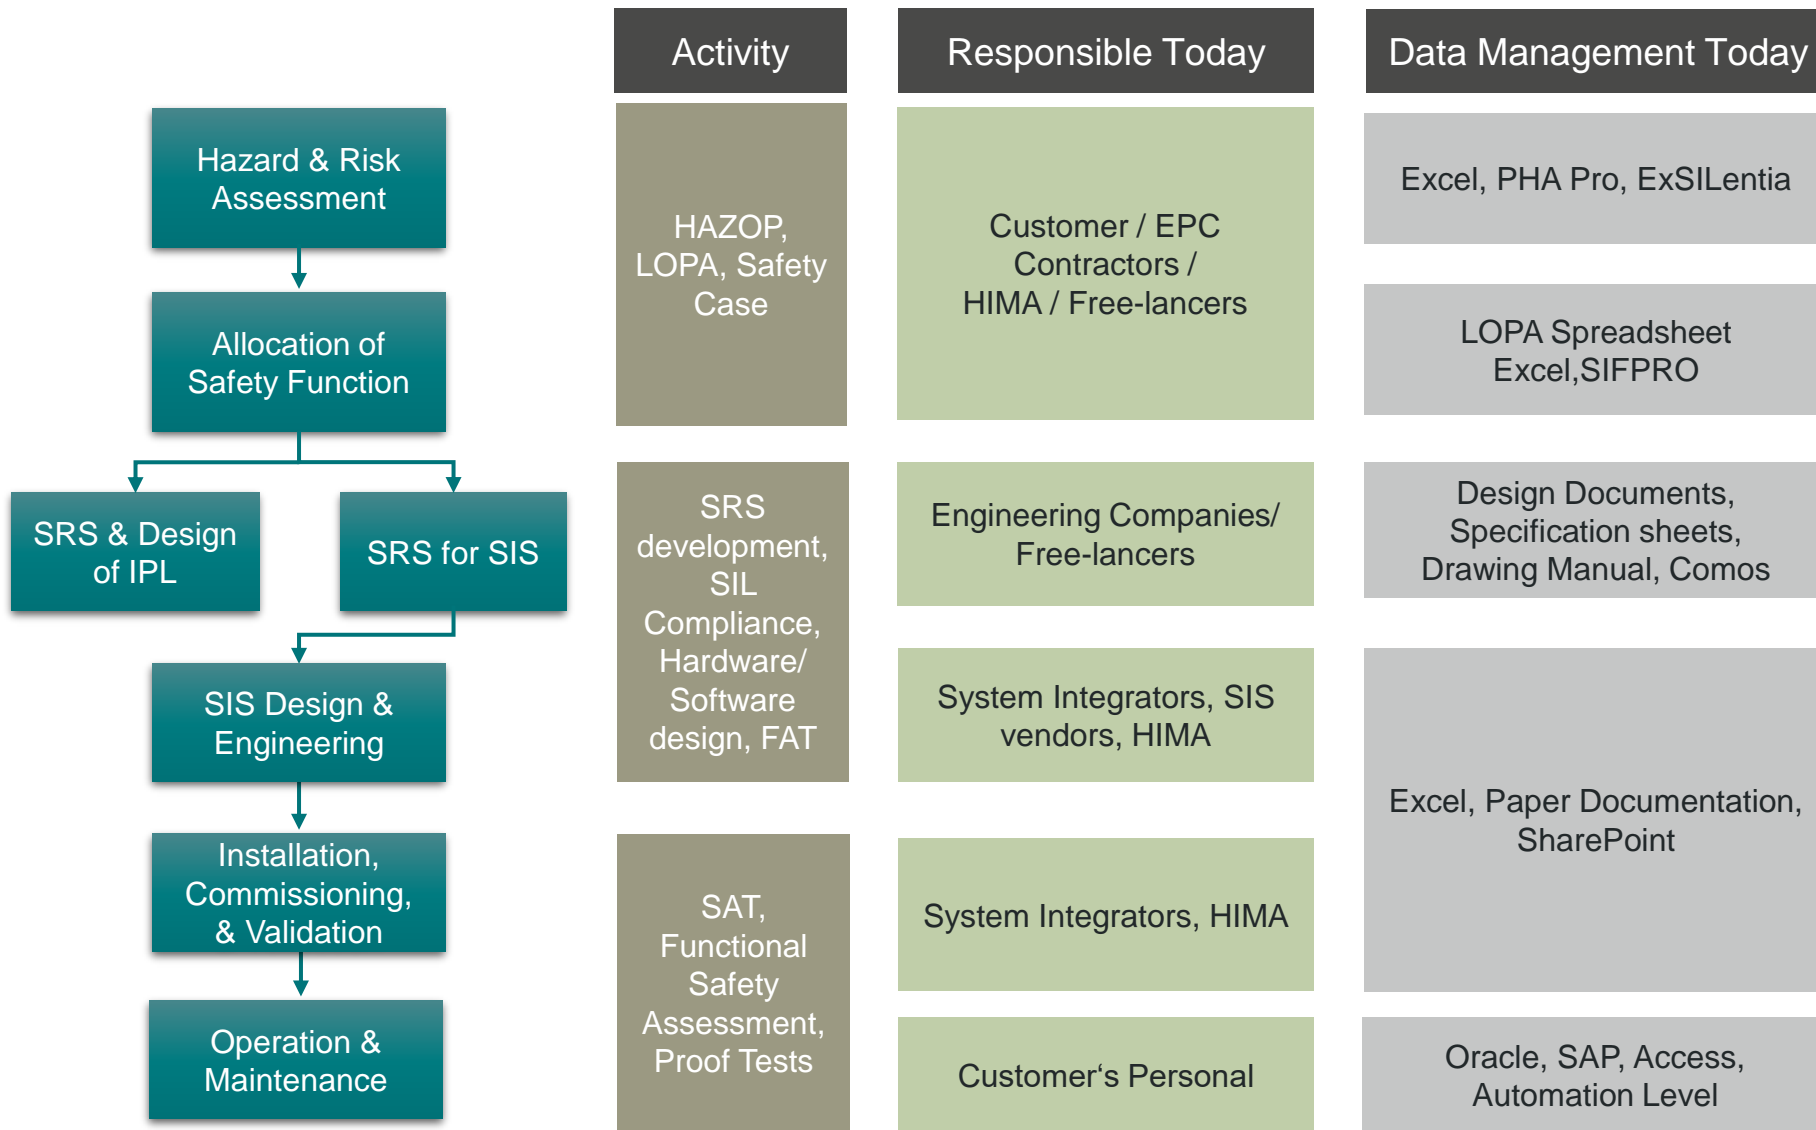 Activity
Responsible Today
Data Management Today
Hazard & Risk
Assessment
Allocation of
Safety Function
SRS & Design
of IPL
SRS for SIS
SIS Design &
Engineering
Installation,
Commissioning,
& Validation
Operation &
Maintenance
HAZOP,
LOPA, Safety
Case
SRS
development,
SIL
Compliance,
Hardware/
Software
design, FAT
SAT,
Functional
Safety
Assessment,
Proof Tests
Customer / EPC
Contractors /
HIMA / Free-lancers
Engineering Companies/
Free-lancers
System Integrators, SIS
vendors, HIMA
System Integrators, HIMA
Customer‘s Personal
Excel, PHA Pro, ExSILentia
LOPA Spreadsheet
Excel,SIFPRO
Design Documents,
Specification sheets,
Drawing Manual, Comos
Excel, Paper Documentation,
SharePoint
Oracle, SAP, Access,
Automation Level